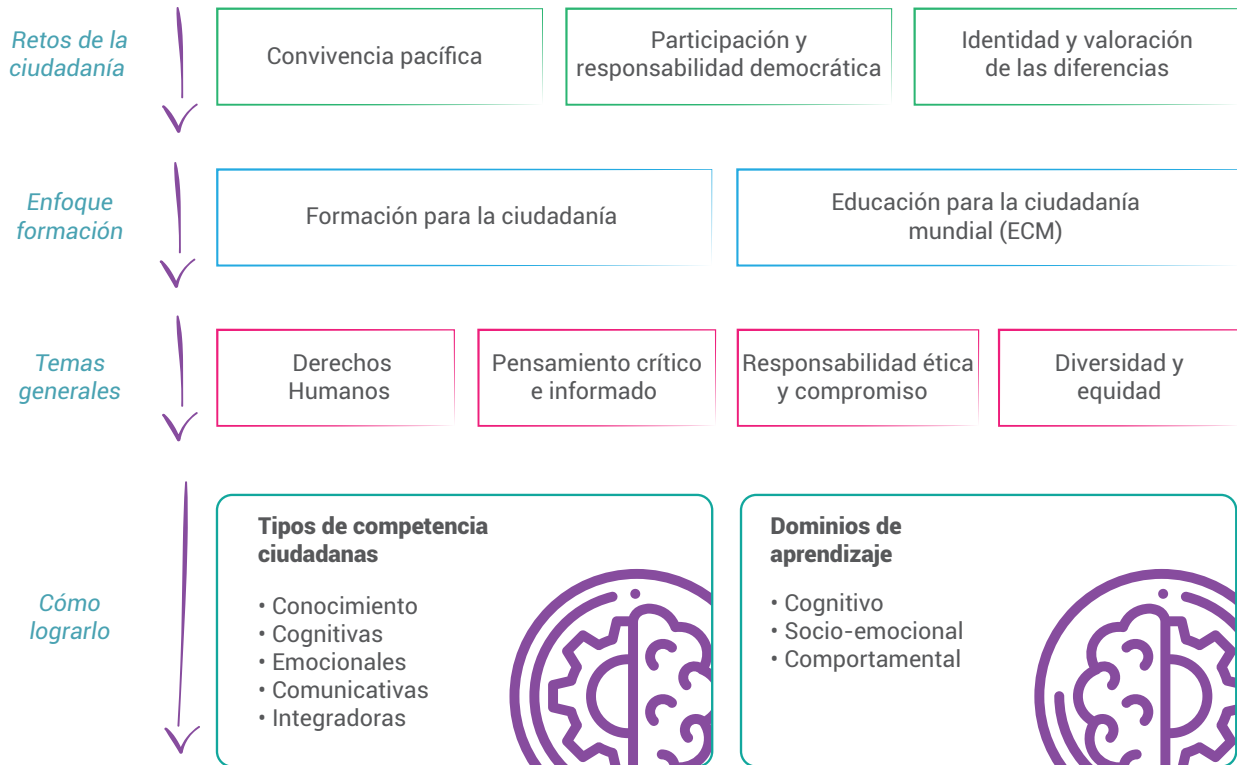 Retos de la
ciudadanía
Convivencia pacífica
Participación y
responsabilidad democrática
Identidad y valoración
de las diferencias
Enfoque
formación
Formación para la ciudadanía
Educación para la ciudadanía
mundial (ECM)
Temas
generales
Derechos
Humanos
Pensamiento crítico
e informado
Responsabilidad ética
y compromiso
Diversidad y
equidad
Cómo
lograrlo
Tipos de competencia
ciudadanas
• Conocimiento
• Cognitivas
• Emocionales
• Comunicativas
• Integradoras
Dominios de
aprendizaje
• Cognitivo
• Socio-emocional
• Comportamental